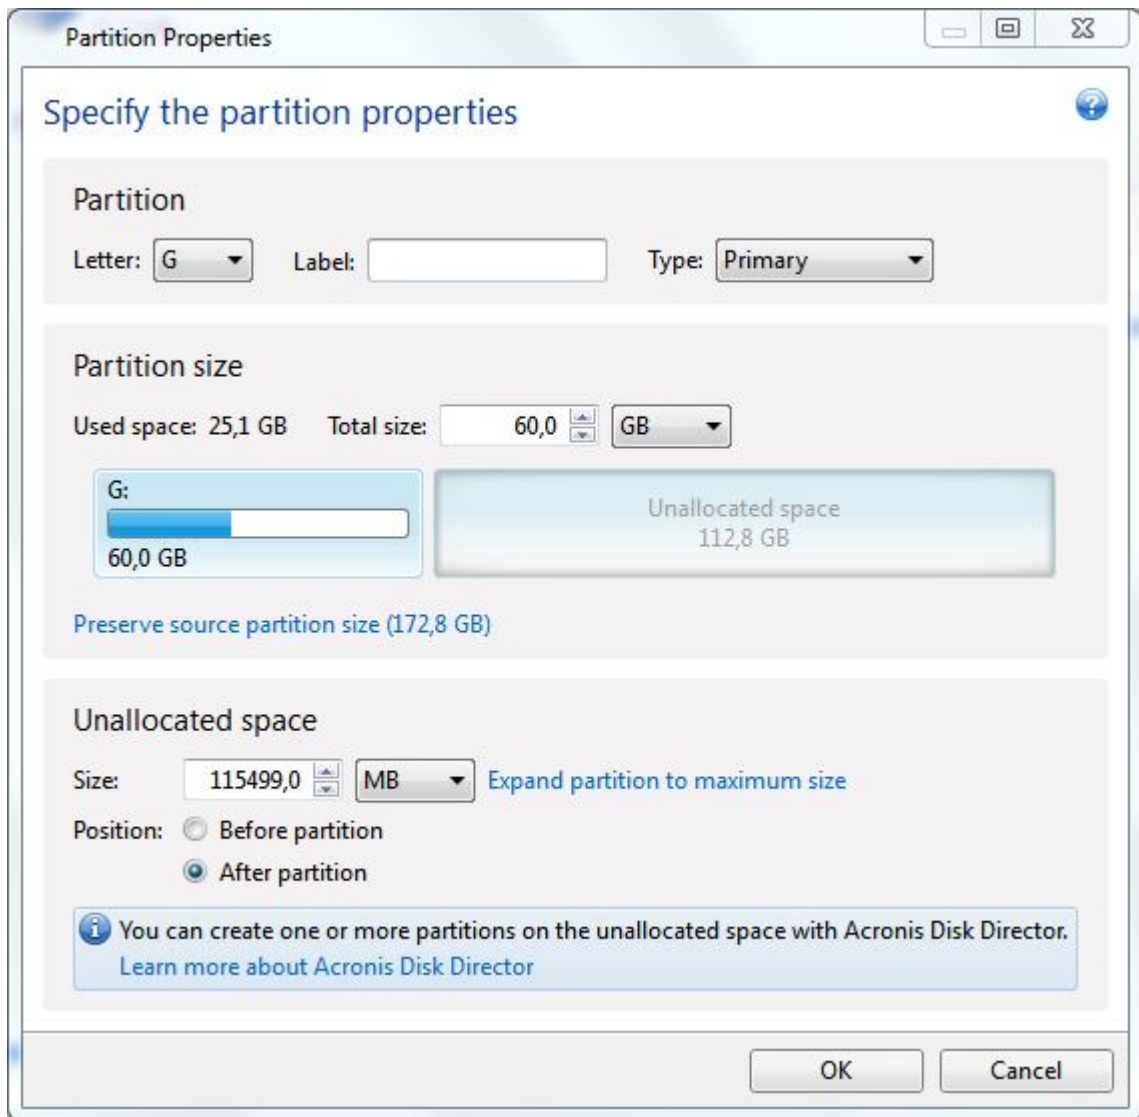 Partition Properties
Specify the partition properties
Partition
Letter: G Label: Type: Primary
Partition size
Used space: 25,1 GB Total size: 60,0 GB
G:
60,0 GB
Unallocated space
112,8 GB
Preserve source partition size (172,8 GB)
Unallocated space
Size: 115499,0 MB Expand partition to maximum size
Position: Before partition
After partition
You can create one or more partitions on the unallocated space with Acronis Disk Director.
Learn more about Acronis Disk Director
OK Cancel